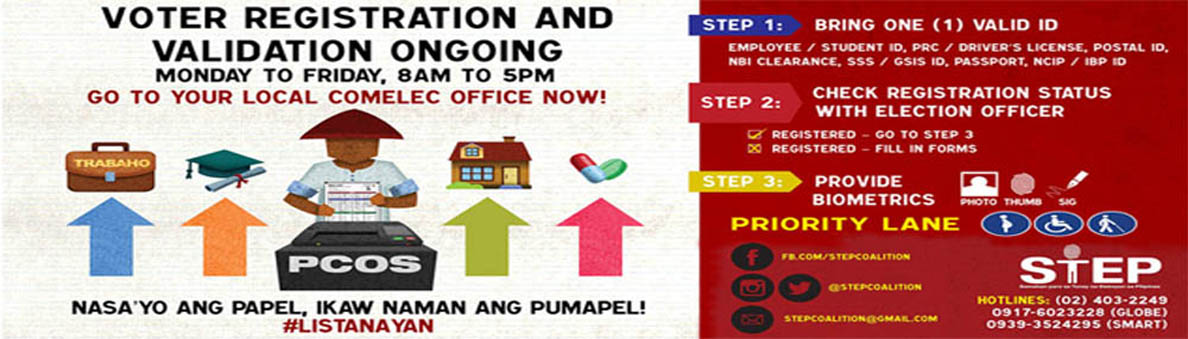 VOTER REGISTRATION AND
VALIDATION ONGOING
MONDAY TO FRIDAY, 8AM TO 5PM
GO TO YOUR LOCAL COMELEC OFFICE NOW!
TRABAHO
PCOS
NASA'YO ANG PAPEL, IKAW NAMAN ANG PUMAPEL!
#LISTANAYAN
STEP 1: BRING ONE (1) VALID ID
EMPLOYEE / STUDENT ID, PRC / DRIVER'S LICENSE, POSTAL ID,
NBI CLEARANCE, SSS / GSIS ID, PASSPORT, NCIP / IBP ID
STEP 2: CHECK REGISTRATION STATUS
WITH ELECTION OFFICER
REGISTERED – GO TO STEP 3
REGISTERED – FILL IN FORMS
STEP 3: PROVIDE
BIOMETRICS
PHOTO THUMB SIG
PRIORITY LANE
FB.COM/STEPCOALITION
@STEPCOALITION
STEPCOALITION@GMAIL.COM
STEP
HOTLINES: (02) 403-2249
0917-6023228 (GLOBE)
0939-3524295 (SMART)